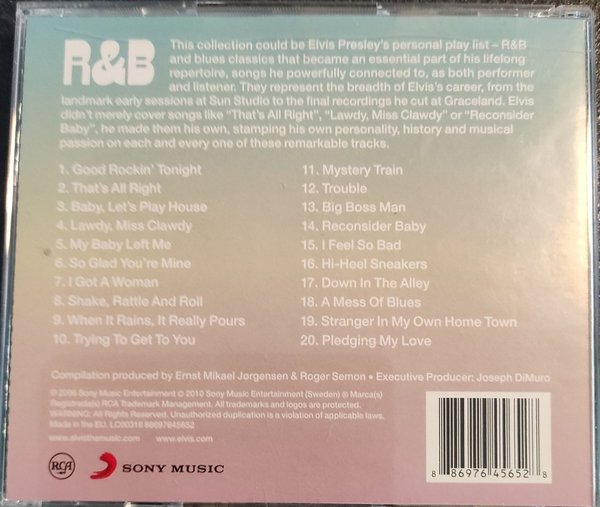 R&B
This collection could be Elvis Presley's personal play list – R&B
and blues classics that became an essential part of his lifelong
repertoire, songs he powerfully connected to, as both performer
and listener. They represent the breadth of Elvis's career, from the
landmark early sessions at Sun Studio to the final recordings he cut at Graceland. Elvis
didn't merely cover songs like "That's All Right", "Lawdy, Miss Clawdy" or "Reconsider
Baby", he made them his own, stamping his own personality, history and musical
passion on each and every one of these remarkable tracks.
1. Good Rockin' Tonight
2. That's All Right
3. Baby, Let's Play House
4. Lawdy, Miss Clawdy
5. My Baby Left Me
6. So Glad You're Mine
7. I Got A Woman
8. Shake, Rattle And Roll
9. When It Rains, It Really Pours
10. Trying To Get To You
11. Mystery Train
12. Trouble
13. Big Boss Man
14. Reconsider Baby
15. I Feel So Bad
16. Hi-Heel Sneakers
17. Down In The Alley
18. A Mess Of Blues
19. Stranger In My Own Home Town
20. Pledging My Love
Compilation produced by Ernst Mikael Jørgensen & Roger Semon • Executive Producer: Joseph DiMuro
℗ 2006 Sony Music Entertainment © 2010 Sony Music Entertainment (Sweden) ® Marca(s)
Registrada(s) RCA Trademark Management. All trademarks and logos are protected.
WARNING: All Rights Reserved. Unauthorized duplication is a violation of applicable laws.
Made in the EU. LC00316 88697645652
www.elvisthemusic.com www.elvis.com
RCA
SONY MUSIC
8 86976 45652 8